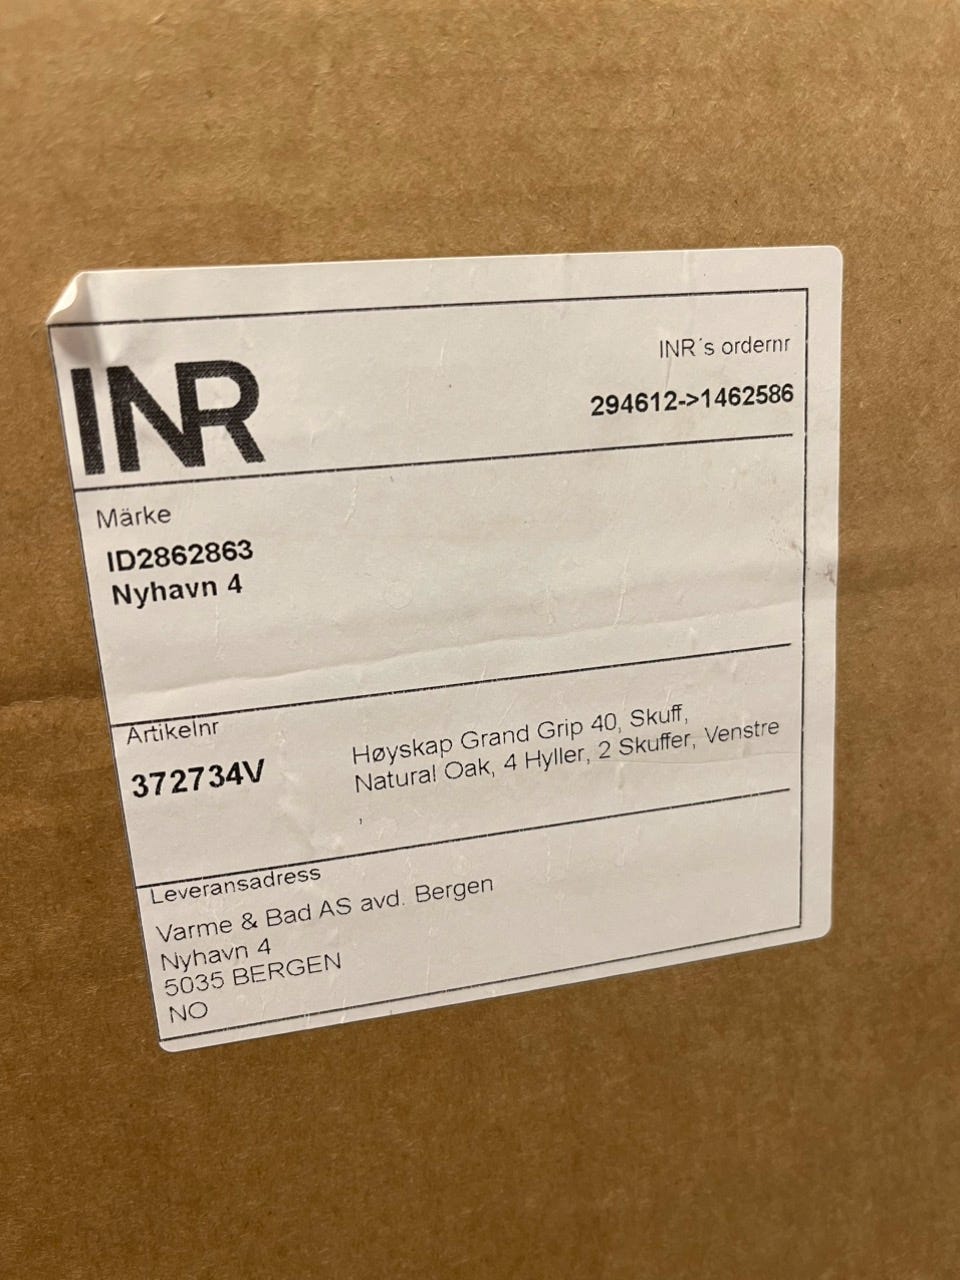 INR
INR´s ordernr
294612->1462586
Märke
ID2862863
Nyhavn 4
Artikelnr
372734V
Høyskap Grand Grip 40, Skuff,
Natural Oak, 4 Hyller, 2 Skuffer, Venstre
,
Leveransadress
Varme & Bad AS avd. Bergen
Nyhavn 4
5035 BERGEN
NO